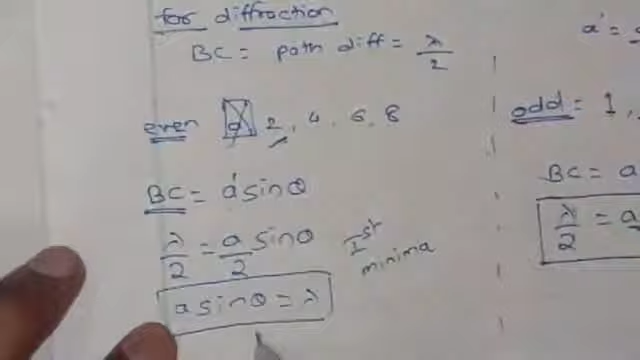 for diffraction
BC = path diff = λ/2
even 0, 2, 4, 6, 8
BC = a' sinθ
λ/2 = a/2 sinθ
1st minima
a sinθ = λ
a' =
odd = 1,
BC = a
λ/2 = a